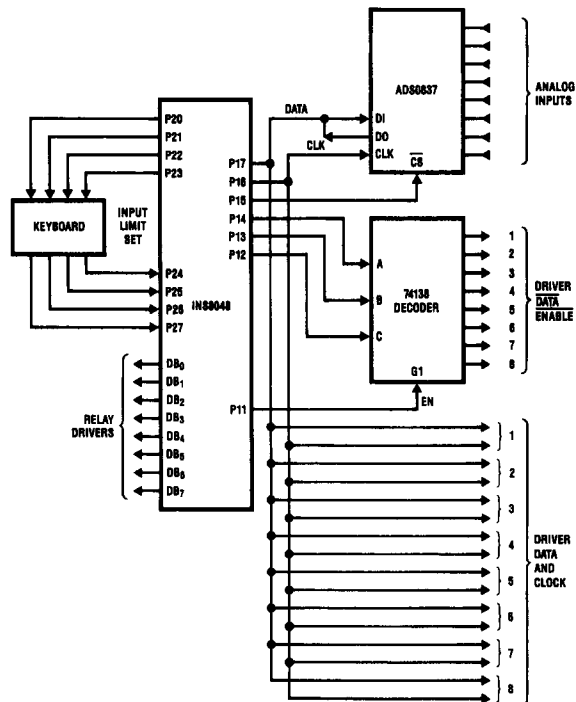 ADS0837
ANALOG
INPUTS
DATA
DI
DO
CLK
CLK
CS
P20
P21
P22
P23
KEYBOARD
INPUT
LIMIT
SET
P24
P25
P26
P27
INS8048
P17
P16
P15
P14
P13
P12
P11
A
B
C
74138
DECODER
G1
EN
1
2
3
4
5
6
7
8
DRIVER
DATA
ENABLE
RELAY
DRIVERS
DB0
DB1
DB2
DB3
DB4
DB5
DB6
DB7
1
2
3
4
5
6
7
8
DRIVER
DATA
AND
CLOCK